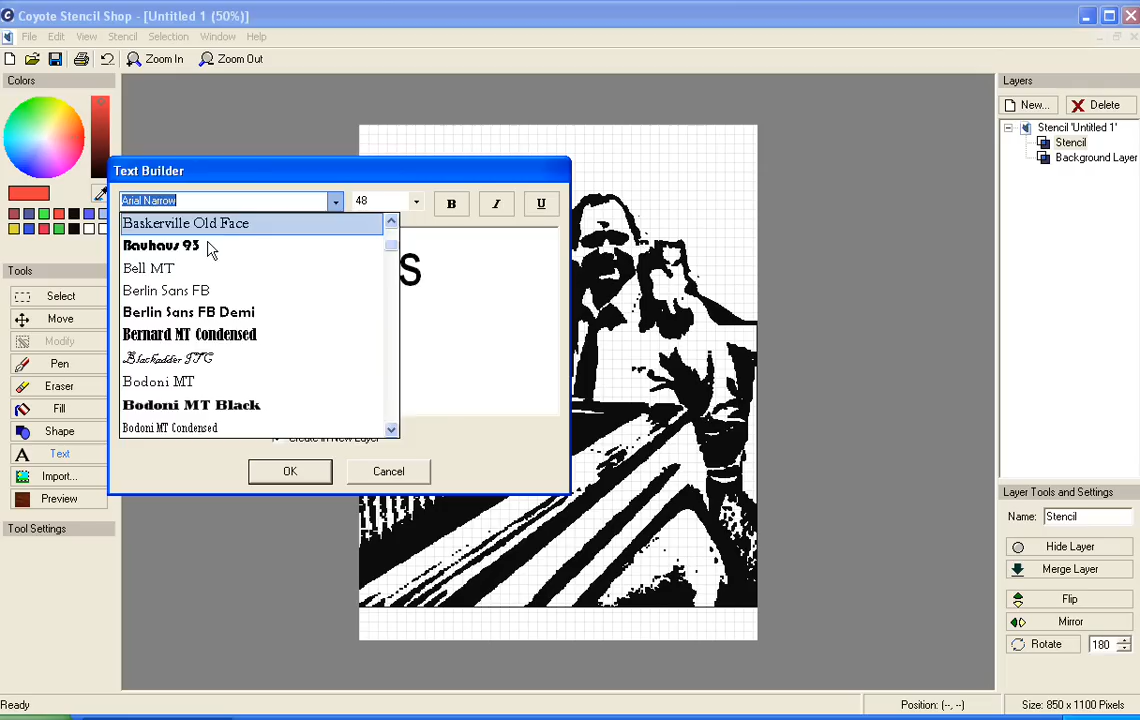 Coyote Stencil Shop - [Untitled 1 (50%)]
File Edit View Stencil Selection Window Help
Zoom In Zoom Out
Colors
Layers
New... Delete
Stencil 'Untitled 1'
Stencil
Background Layer
Text Builder
Arial Narrow 48 B I U
Baskerville Old Face
Bauhaus 93
Bell MT
Berlin Sans FB
Berlin Sans FB Demi
Bernard MT Condensed
Blackadder ITC
Bodoni MT
Bodoni MT Black
Bodoni MT Condensed
s
Create in New Layer
OK Cancel
Tools
Select
Move
Modify
Pen
Eraser
Fill
Shape
Text
Import...
Preview
Tool Settings
Layer Tools and Settings
Name: Stencil
Hide Layer
Merge Layer
Flip
Mirror
Rotate 180
Ready
Position: (--, --)
Size: 850 x 1100 Pixels